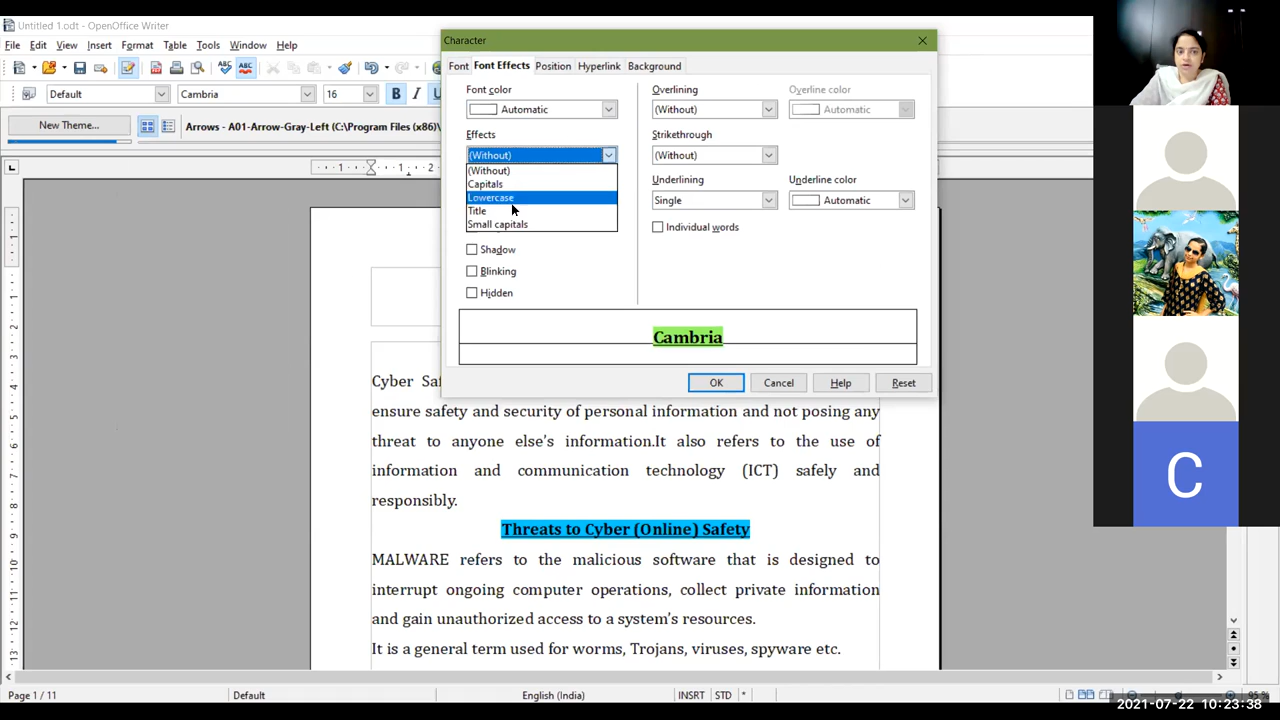 Untitled 1.odt - OpenOffice Writer
File Edit View Insert Format Table Tools Window Help
Default Cambria 16 B I U
New Theme... Arrows - A01-Arrow-Gray-Left (C:\Program Files (x86)\
Character
Font Font Effects Position Hyperlink Background
Font color Overlining Overline color
Automatic (Without) Automatic
Effects Strikethrough
(Without) (Without)
(Without)
Capitals Underlining Underline color
Lowercase Single Automatic
Title
Small capitals Individual words
Shadow
Blinking
Hidden
Cambria
OK Cancel Help Reset
Cyber Saf
ensure safety and security of personal information and not posing any
threat to anyone else’s information.It also refers to the use of
information and communication technology (ICT) safely and
responsibly.
Threats to Cyber (Online) Safety
MALWARE refers to the malicious software that is designed to
interrupt ongoing computer operations, collect private information
and gain unauthorized access to a system’s resources.
It is a general term used for worms, Trojans, viruses, spyware etc.
C
Page 1 / 11 Default English (India) INSRT STD * 95 %
2021-07-22 10:23:38